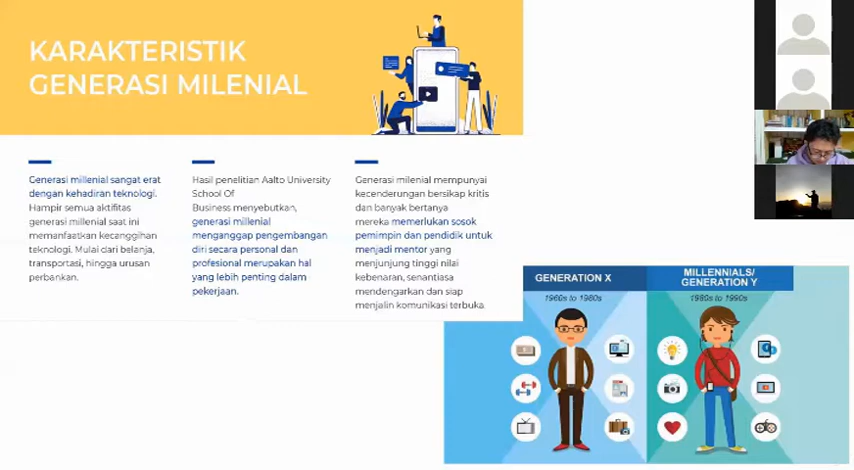 KARAKTERISTIK
GENERASI MILENIAL
Generasi millenial sangat erat
dengan kehadiran teknologi.
Hampir semua aktifitas
generasi millenial saat ini
memanfaatkan kecanggihan
teknologi. Mulai dari belanja,
transportasi, hingga urusan
perbankan.
Hasil penelitian Aalto University
School Of
Business menyebutkan,
generasi millenial
menganggap pengembangan
diri secara personal dan
profesional merupakan hal
yang lebih penting dalam
pekerjaan.
Generasi milenial mempunyai
kecenderungan bersikap kritis
dan banyak bertanya
mereka memerlukan sosok
pemimpin dan pendidik untuk
menjadi mentor yang
menjunjung tinggi nilai
kebenaran, senantiasa
mendengarkan dan siap
menjalin komunikasi terbuka.
GENERATION X
1960s to 1980s
MILLENNIALS/
GENERATION Y
1980s to 1990s